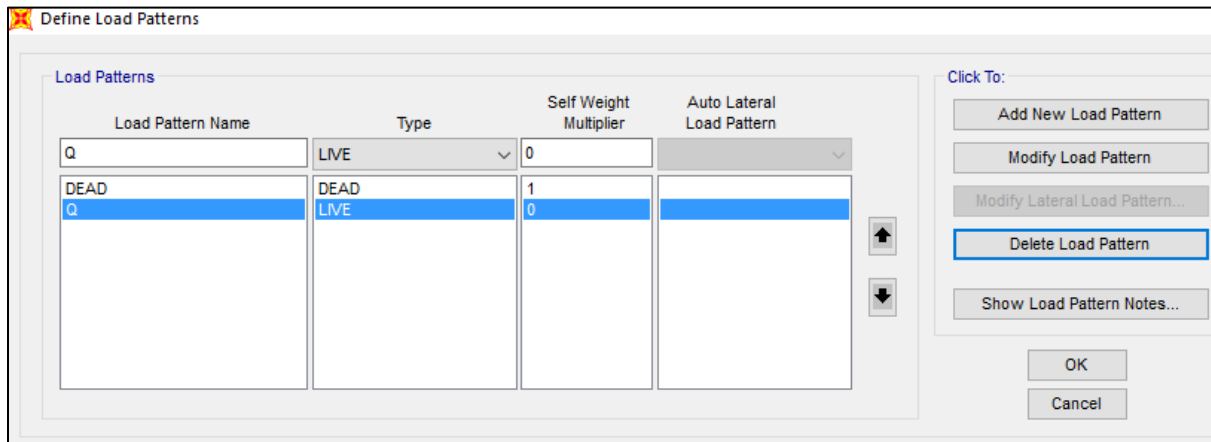 Define Load Patterns
Load Patterns
Load Pattern Name Type Self Weight Multiplier Auto Lateral Load Pattern
Q LIVE 0
DEAD DEAD 1
Q LIVE 0
Click To:
Add New Load Pattern
Modify Load Pattern
Modify Lateral Load Pattern...
Delete Load Pattern
Show Load Pattern Notes...
OK
Cancel